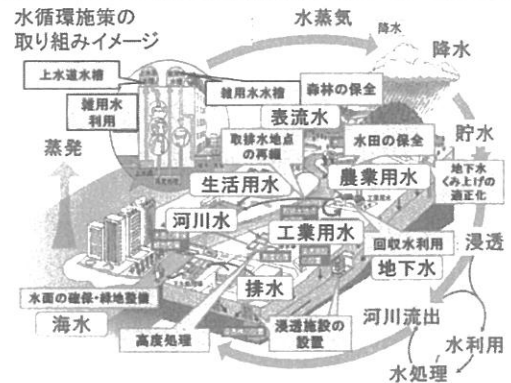 水循環施策の
取り組みイメージ
水蒸気
降水
降水
上水道水槽
雑用水水槽
森林の保全
雑用水
利用
表流水
貯水
取排水地点
の再編
水田の保全
蒸発
生活用水
農業用水
地下水
くみ上げの
適正化
河川水
工業用水
回収水利用
浸透
地下水
排水
水面の確保・緑地整備
海水
高度処理
浸透施設の
設置
河川流出
水利用
水処理